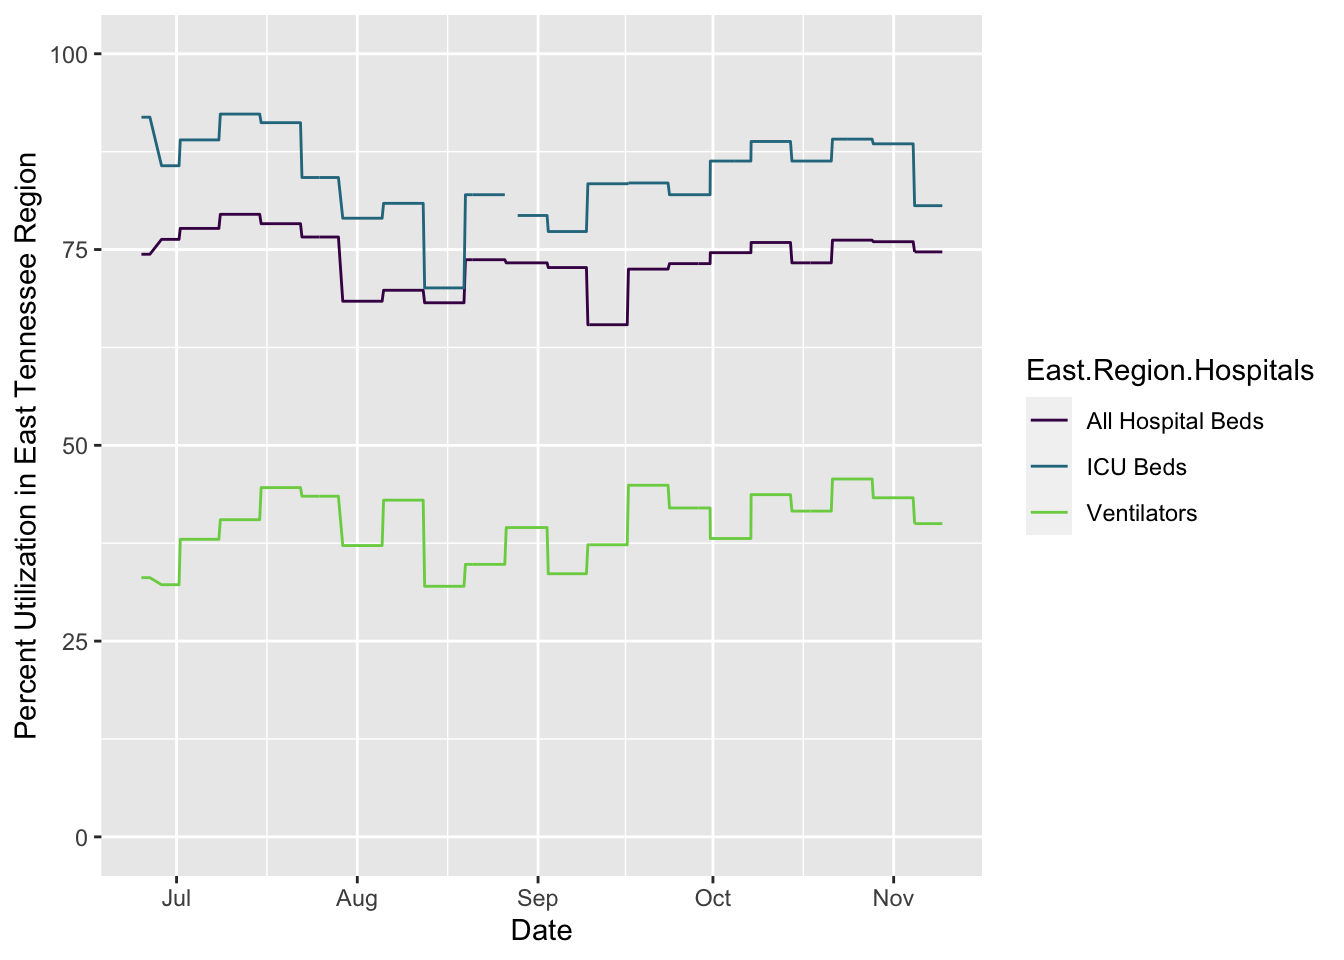 Percent Utilization in East Tennessee Region
100
75
50
25
0
Jul Aug Sep Oct Nov
Date
East.Region.Hospitals
All Hospital Beds
ICU Beds
Ventilators